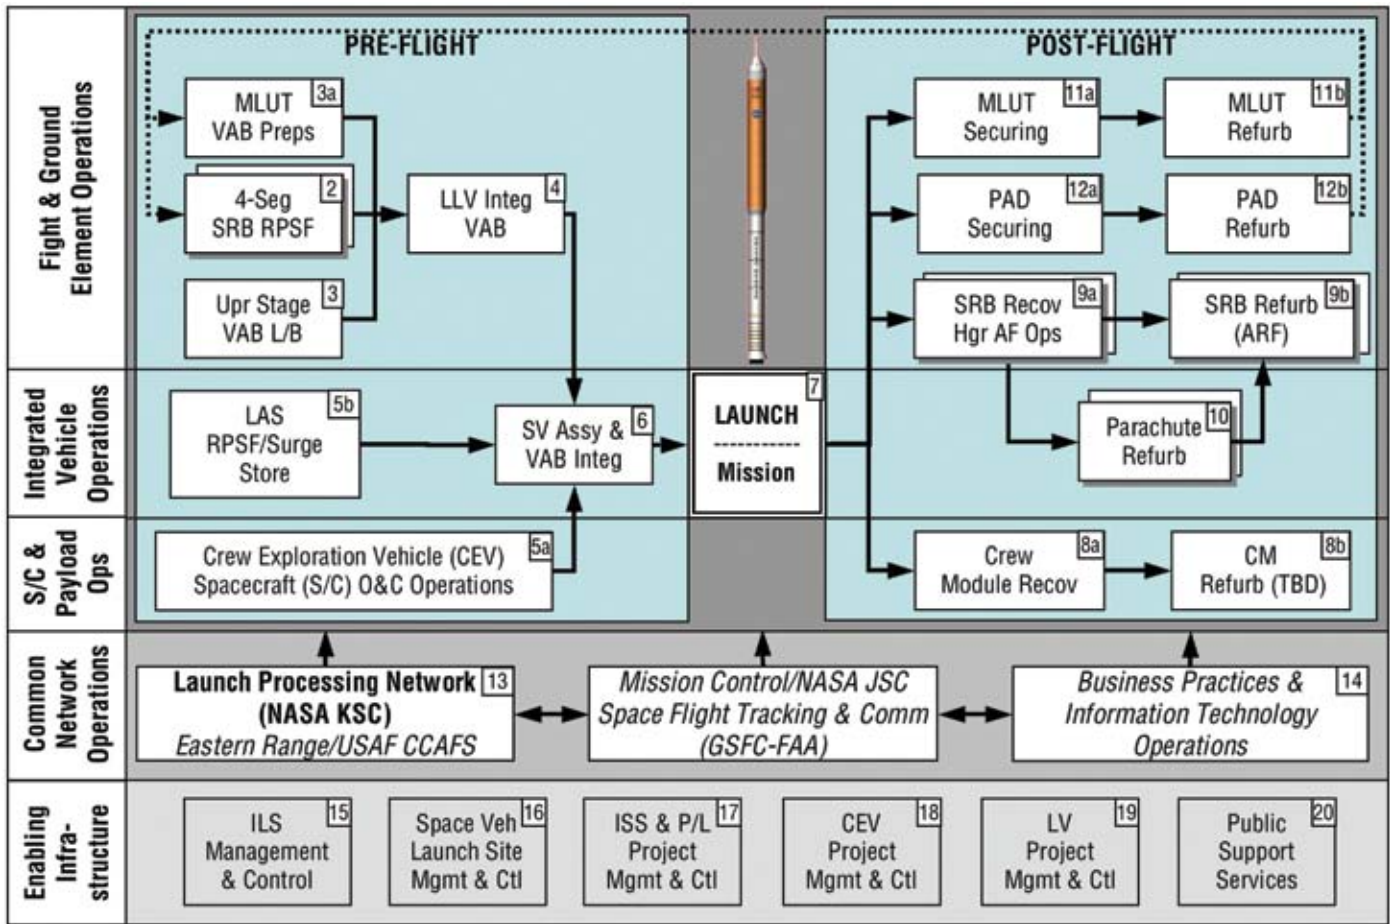 PRE-FLIGHT
POST-FLIGHT
Fight & Ground
Element Operations
3a
MLUT
VAB Preps
2
4-Seg
SRB RPSF
3
Upr Stage
VAB L/B
4
LLV Integ
VAB
11a
MLUT
Securing
11b
MLUT
Refurb
12a
PAD
Securing
12b
PAD
Refurb
9a
SRB Recov
Hgr AF Ops
9b
SRB Refurb
(ARF)
Integrated
Vehicle
Operations
5b
LAS
RPSF/Surge
Store
6
SV Assy &
VAB Integ
7
LAUNCH
Mission
10
Parachute
Refurb
S/C &
Payload
Ops
5a
Crew Exploration Vehicle (CEV)
Spacecraft (S/C) O&C Operations
8a
Crew
Module Recov
8b
CM
Refurb (TBD)
Common
Network
Operations
Launch Processing Network 13
(NASA KSC)
Eastern Range/USAF CCAFS
Mission Control/NASA JSC
Space Flight Tracking & Comm
(GSFC-FAA)
Business Practices & 14
Information Technology
Operations
Enabling
Infra-
structure
15
ILS
Management
& Control
16
Space Veh
Launch Site
Mgmt & Ctl
17
ISS & P/L
Project
Mgmt & Ctl
18
CEV
Project
Mgmt & Ctl
19
LV
Project
Mgmt & Ctl
20
Public
Support
Services